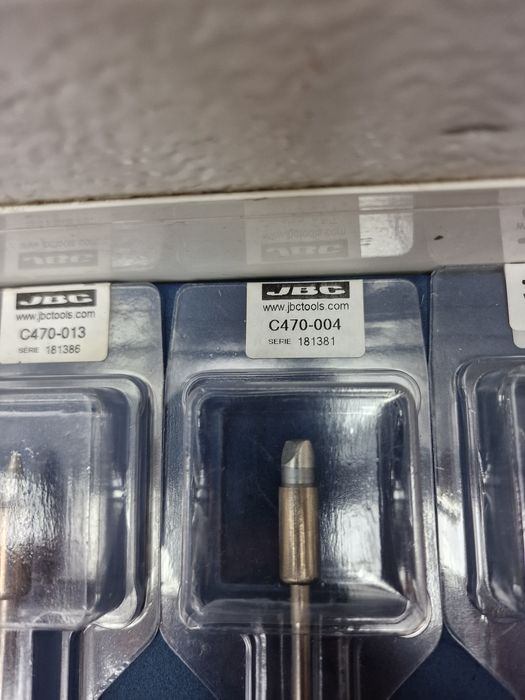 JBC
www.jbctools.com
C470-013
SERIE 181386
JBC
www.jbctools.com
C470-004
SERIE 181381